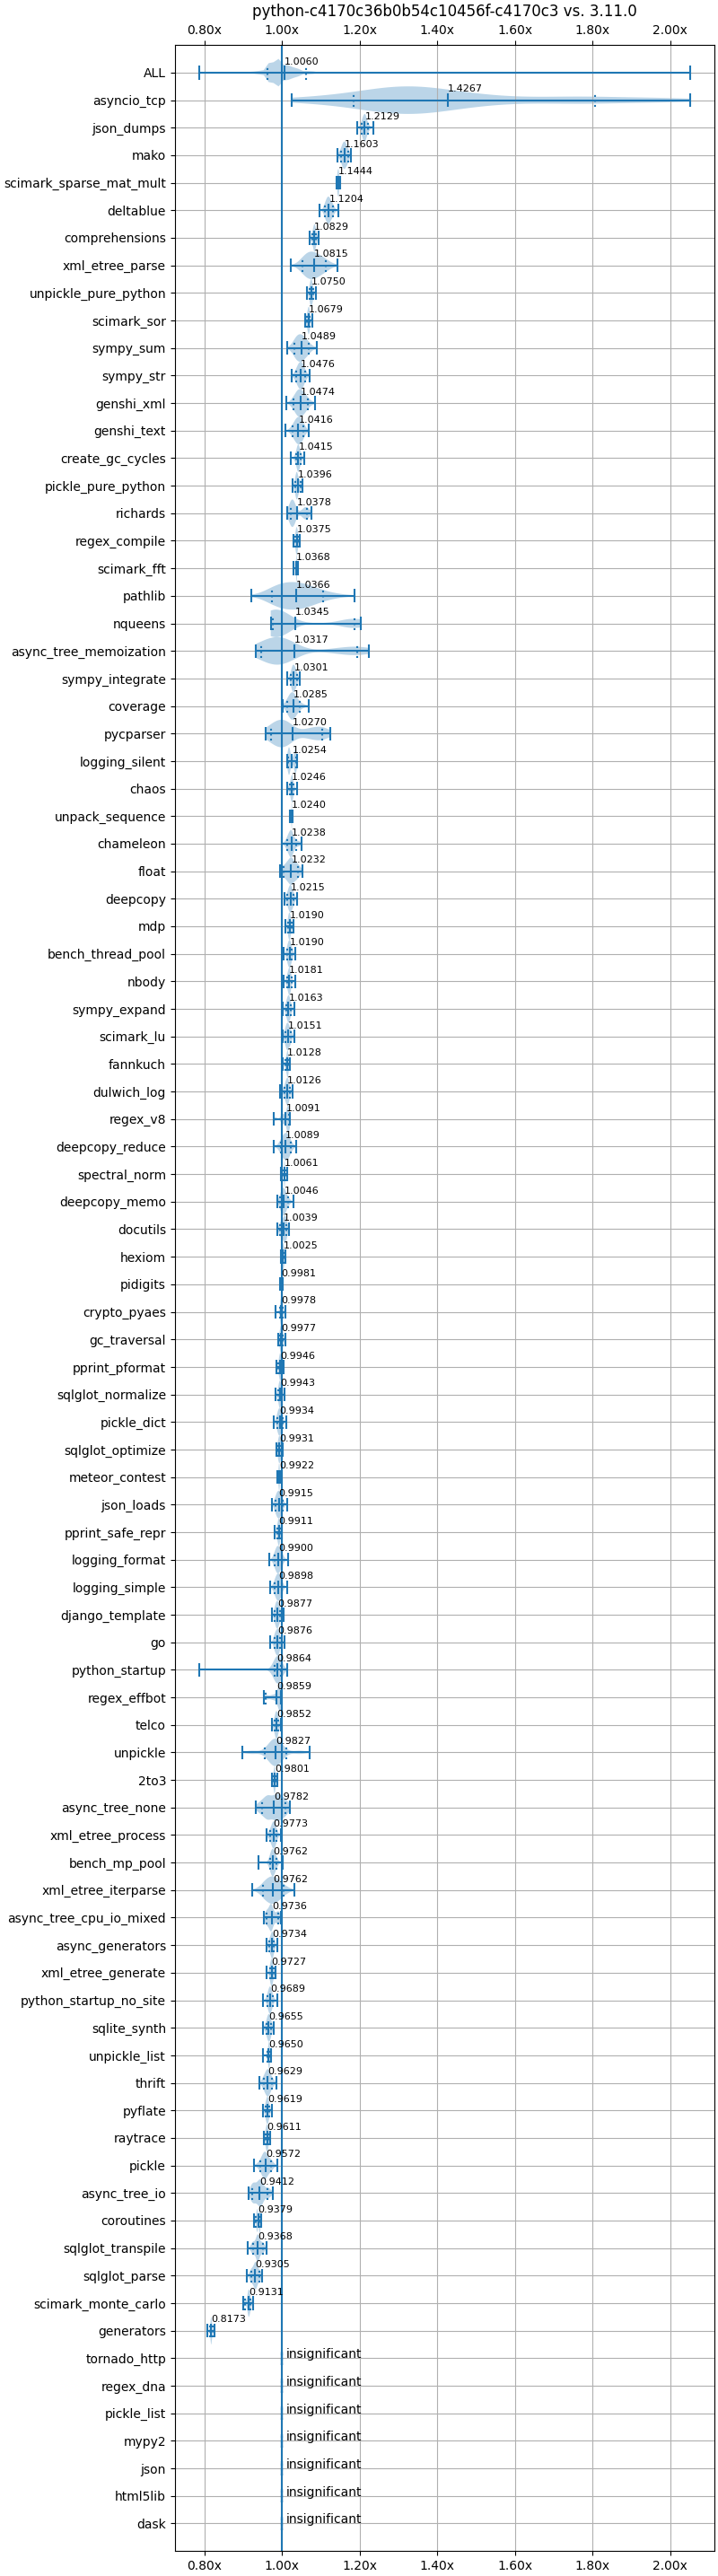 python-c4170c36b0b54c10456f-c4170c3 vs. 3.11.0
0.80x 1.00x 1.20x 1.40x 1.60x 1.80x 2.00x
ALL 1.0060
asyncio_tcp 1.4267
json_dumps 1.2129
mako 1.1603
scimark_sparse_mat_mult 1.1444
deltablue 1.1204
comprehensions 1.0829
xml_etree_parse 1.0815
unpickle_pure_python 1.0750
scimark_sor 1.0679
sympy_sum 1.0489
sympy_str 1.0476
genshi_xml 1.0474
genshi_text 1.0416
create_gc_cycles 1.0415
pickle_pure_python 1.0396
richards 1.0378
regex_compile 1.0375
scimark_fft 1.0368
pathlib 1.0366
nqueens 1.0345
async_tree_memoization 1.0317
sympy_integrate 1.0301
coverage 1.0285
pycparser 1.0270
logging_silent 1.0254
chaos 1.0246
unpack_sequence 1.0240
chameleon 1.0238
float 1.0232
deepcopy 1.0215
mdp 1.0190
bench_thread_pool 1.0190
nbody 1.0181
sympy_expand 1.0163
scimark_lu 1.0151
fannkuch 1.0128
dulwich_log 1.0126
regex_v8 1.0091
deepcopy_reduce 1.0089
spectral_norm 1.0061
deepcopy_memo 1.0046
docutils 1.0039
hexiom 1.0025
pidigits 0.9981
crypto_pyaes 0.9978
gc_traversal 0.9977
pprint_pformat 0.9946
sqlglot_normalize 0.9943
pickle_dict 0.9934
sqlglot_optimize 0.9931
meteor_contest 0.9922
json_loads 0.9915
pprint_safe_repr 0.9911
logging_format 0.9900
logging_simple 0.9898
django_template 0.9877
go 0.9876
python_startup 0.9864
regex_effbot 0.9859
telco 0.9852
unpickle 0.9827
2to3 0.9801
async_tree_none 0.9782
xml_etree_process 0.9773
bench_mp_pool 0.9762
xml_etree_iterparse 0.9762
async_tree_cpu_io_mixed 0.9736
async_generators 0.9734
xml_etree_generate 0.9727
python_startup_no_site 0.9689
sqlite_synth 0.9655
unpickle_list 0.9650
thrift 0.9629
pyflate 0.9619
raytrace 0.9611
pickle 0.9572
async_tree_io 0.9412
coroutines 0.9379
sqlglot_transpile 0.9368
sqlglot_parse 0.9305
scimark_monte_carlo 0.9131
generators 0.8173
tornado_http insignificant
regex_dna insignificant
pickle_list insignificant
mypy2 insignificant
json insignificant
html5lib insignificant
dask insignificant
0.80x 1.00x 1.20x 1.40x 1.60x 1.80x 2.00x